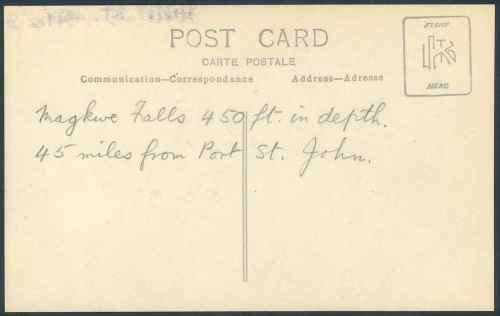 POST CARD
CARTE POSTALE
Communication—Correspondance Address—Adresse
Magkwe Falls 450 ft. in depth.
45 miles from Port St. John.
HERE